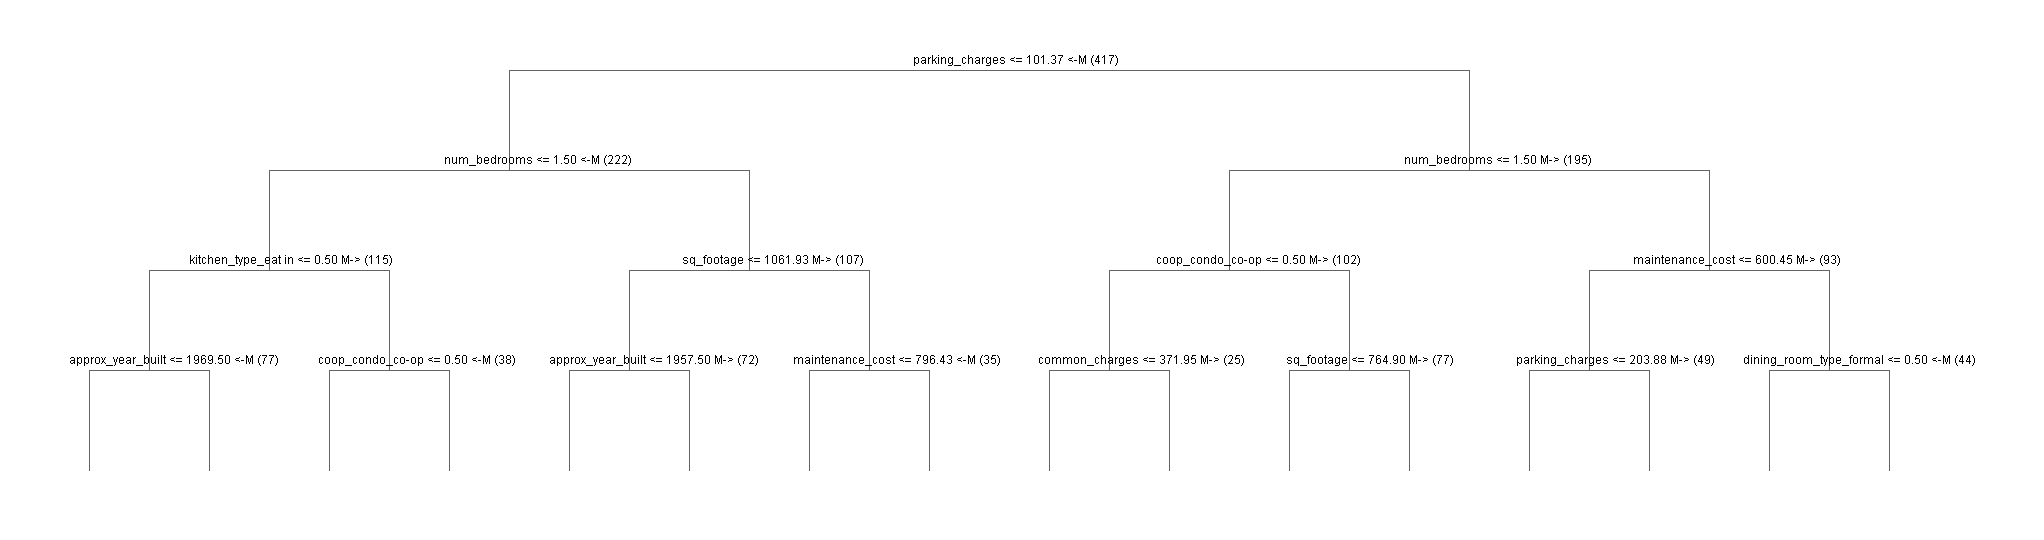 parking_charges <= 101.37 <-M (417)
num_bedrooms <= 1.50 <-M (222)
num_bedrooms <= 1.50 M-> (195)
kitchen_type_eat in <= 0.50 M-> (115)
sq_footage <= 1061.93 M-> (107)
coop_condo_co-op <= 0.50 M-> (102)
maintenance_cost <= 600.45 M-> (93)
approx_year_built <= 1969.50 <-M (77)
coop_condo_co-op <= 0.50 <-M (38)
approx_year_built <= 1957.50 M-> (72)
maintenance_cost <= 796.43 <-M (35)
common_charges <= 371.95 M-> (25)
sq_footage <= 764.90 M-> (77)
parking_charges <= 203.88 M-> (49)
dining_room_type_formal <= 0.50 <-M (44)